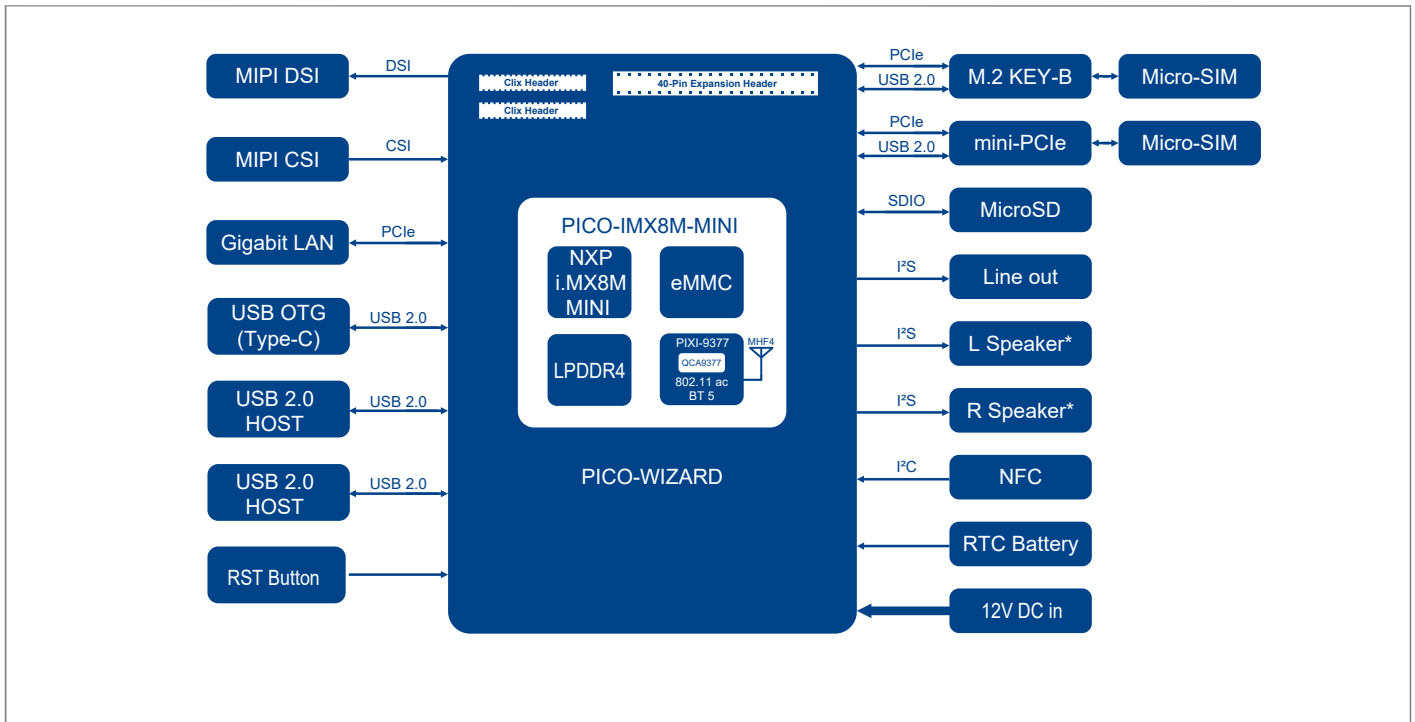 MIPI DSI
DSI
MIPI CSI
CSI
Gigabit LAN
PCIe
USB OTG
(Type-C)
USB 2.0
USB 2.0
HOST
USB 2.0
USB 2.0
HOST
USB 2.0
RST Button
Clix Header
Clix Header
40-Pin Expansion Header
PICO-IMX8M-MINI
NXP
i.MX8M
MINI
eMMC
LPDDR4
PIXI-9377
QCA9377
802.11 ac
BT 5
MHF4
PICO-WIZARD
PCIe
USB 2.0
M.2 KEY-B
Micro-SIM
PCIe
USB 2.0
mini-PCIe
Micro-SIM
SDIO
MicroSD
I²S
Line out
I²S
L Speaker*
I²S
R Speaker*
I²C
NFC
RTC Battery
12V DC in